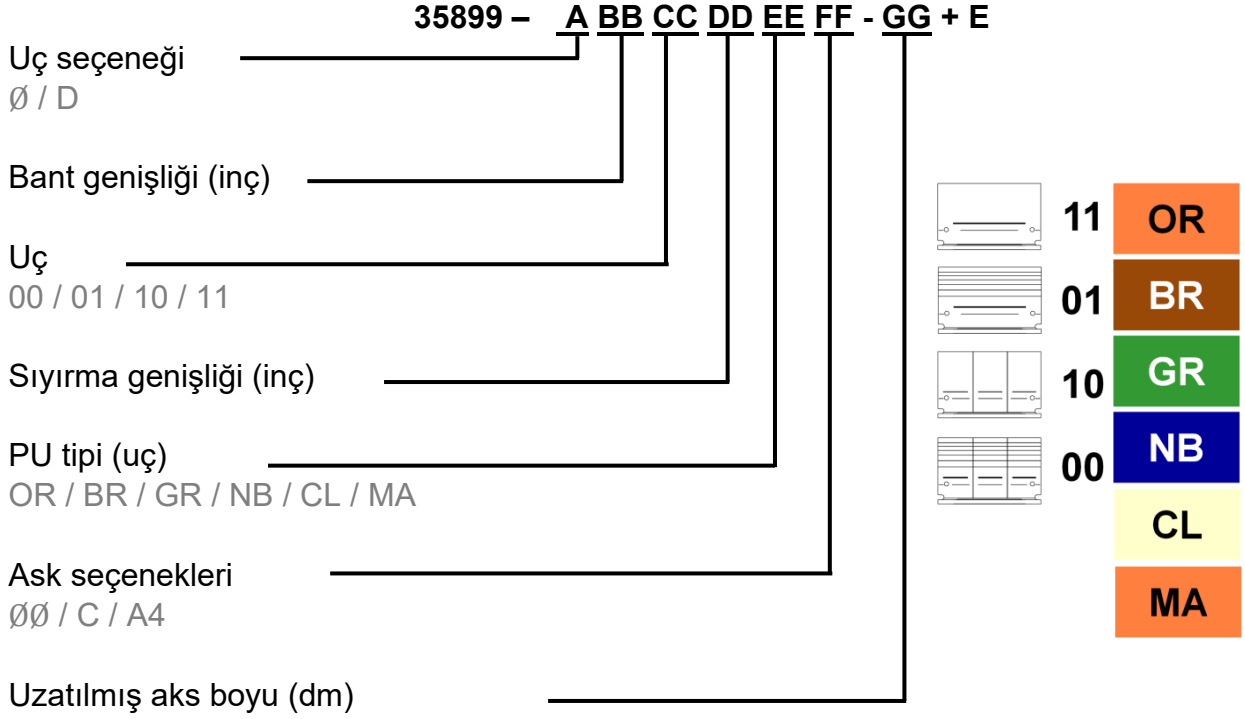 35899 – A BB CC DD EE FF - GG + E
Uç seçeneği
Ø / D
Bant genişliği (inç)
Uç
00 / 01 / 10 / 11
Sıyırma genişliği (inç)
PU tipi (uç)
OR / BR / GR / NB / CL / MA
Ask seçenekleri
ØØ / C / A4
Uzatılmış aks boyu (dm)
11 OR
01 BR
10 GR
00 NB
CL
MA